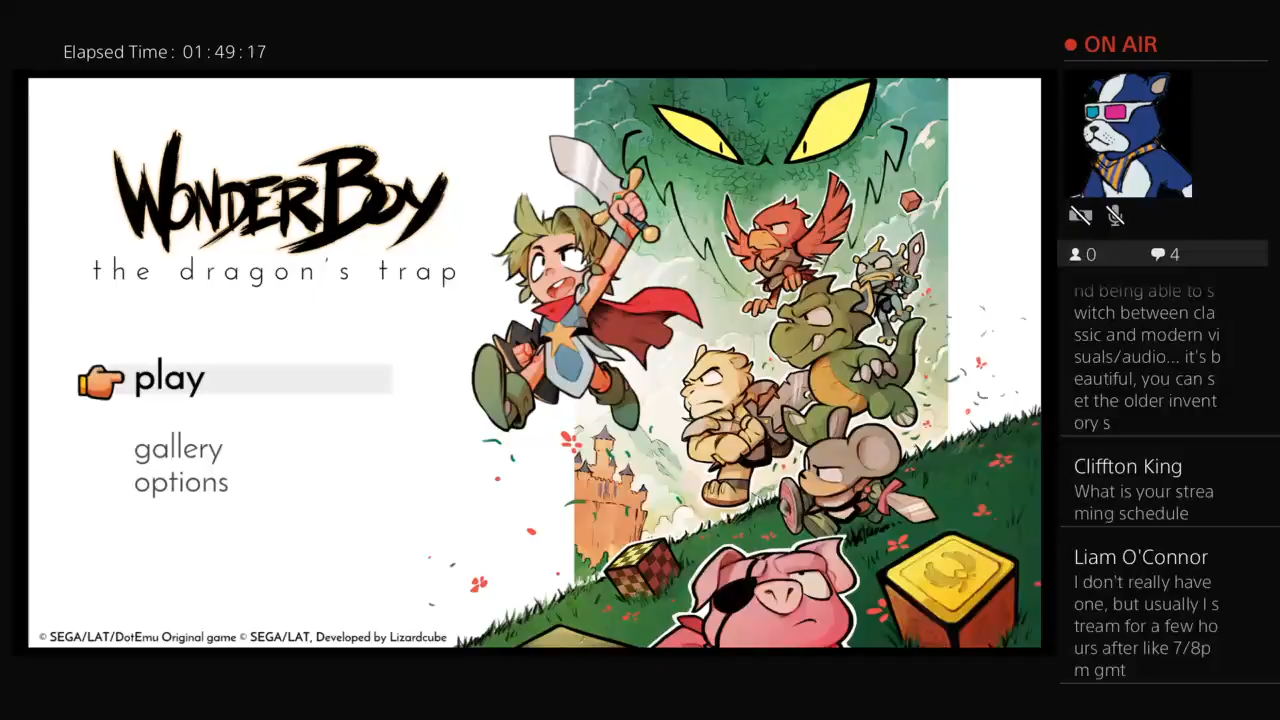 Elapsed Time: 01:49:17
ON AIR
WONDER BOY
the dragon's trap
play
gallery
options
© SEGA/LAT/DotEmu Original game © SEGA/LAT, Developed by Lizardcube
0
4
nd being able to s
witch between cla
ssic and modern vi
suals/audio... it's b
eautiful, you can s
et the older invent
ory s
Cliffton King
What is your strea
ming schedule
Liam O'Connor
I don't really have
one, but usually I s
tream for a few ho
urs after like 7/8p
m gmt